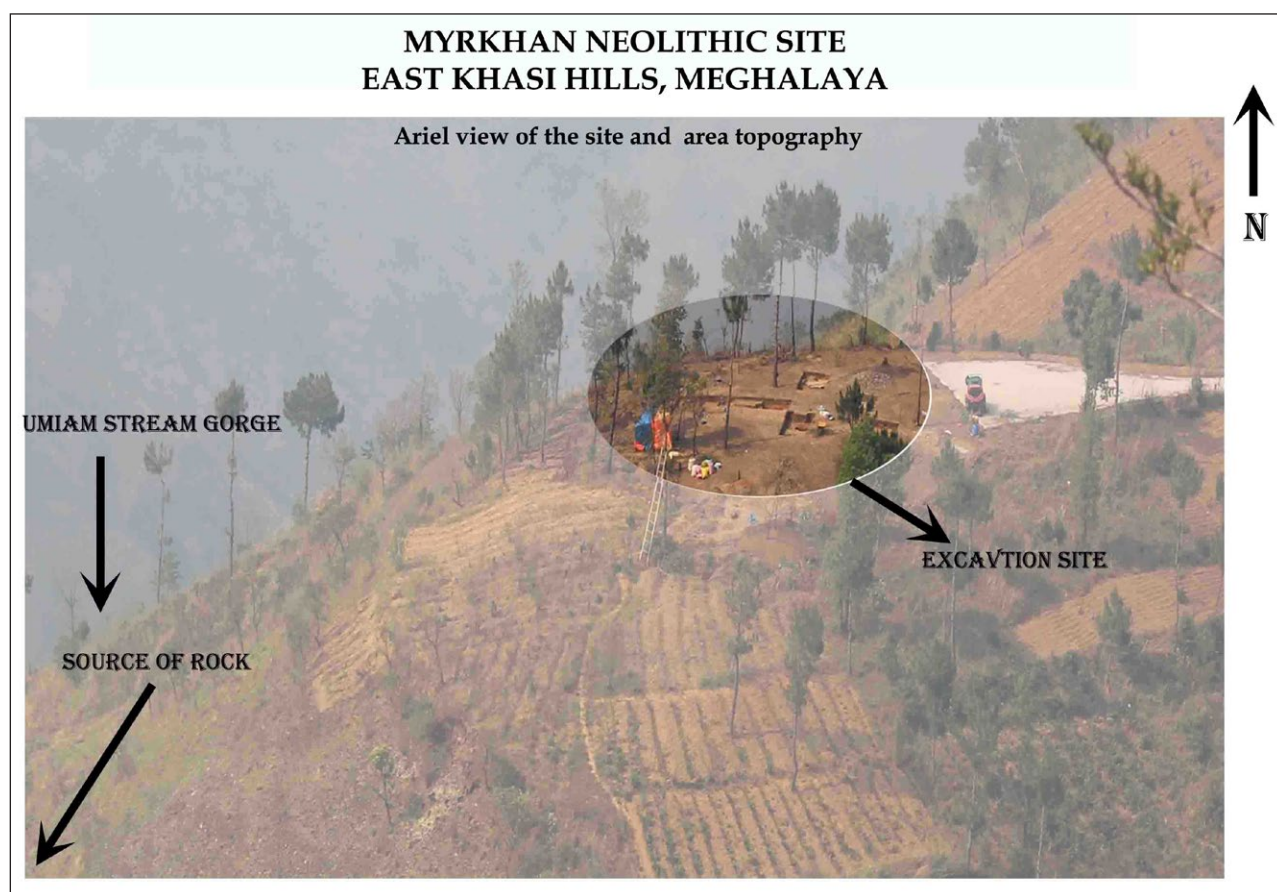 MYRKHAN NEOLITHIC SITE
EAST KHASI HILLS, MEGHALAYA
Ariel view of the site and area topography
N
UMIAM STREAM GORGE
EXCAVTION SITE
SOURCE OF ROCK